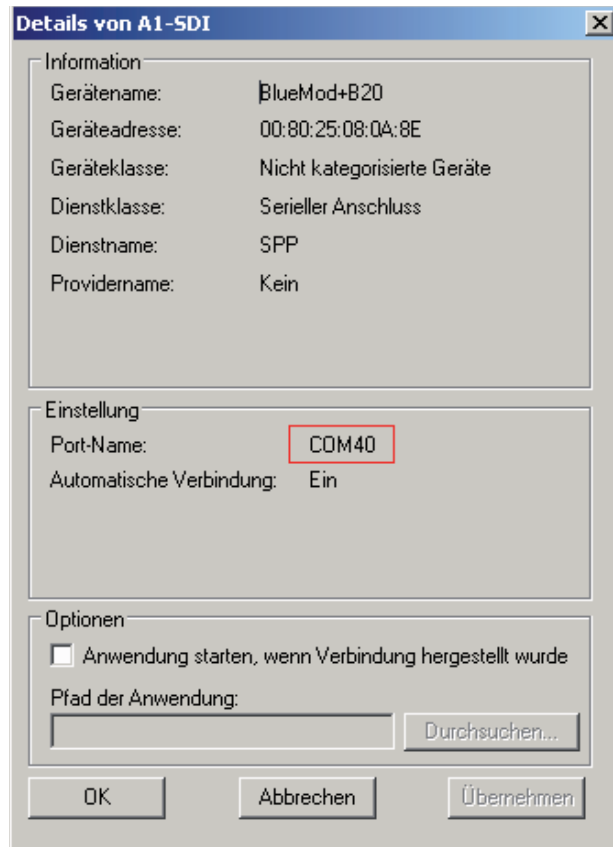 Details von A1-SDI
Information
Gerätename: BlueMod+B20
Geräteadresse: 00:80:25:08:0A:8E
Geräteklasse: Nicht kategorisierte Geräte
Dienstklasse: Serieller Anschluss
Dienstname: SPP
Providername: Kein
Einstellung
Port-Name: COM40
Automatische Verbindung: Ein
Optionen
Anwendung starten, wenn Verbindung hergestellt wurde
Pfad der Anwendung:
Durchsuchen...
OK Abbrechen Übernehmen